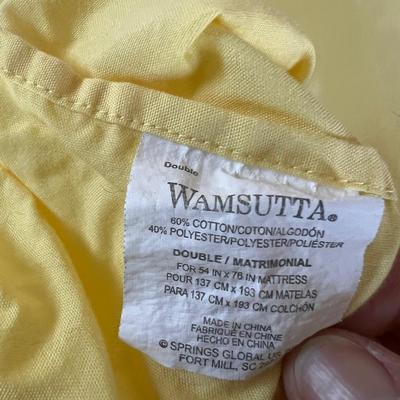 Double
WAMSUTTA®
60% COTTON/COTON/ALGODÓN
40% POLYESTER/POLYESTER/POLIÉSTER
DOUBLE / MATRIMONIAL
FOR 54 IN x 76 IN MATTRESS
POUR 137 CM x 193 CM MATELAS
PARA 137 CM x 193 CM COLCHÓN
MADE IN CHINA
FABRIQUÉ EN CHINE
HECHO EN CHINA
© SPRINGS GLOBAL US
FORT MILL, SC